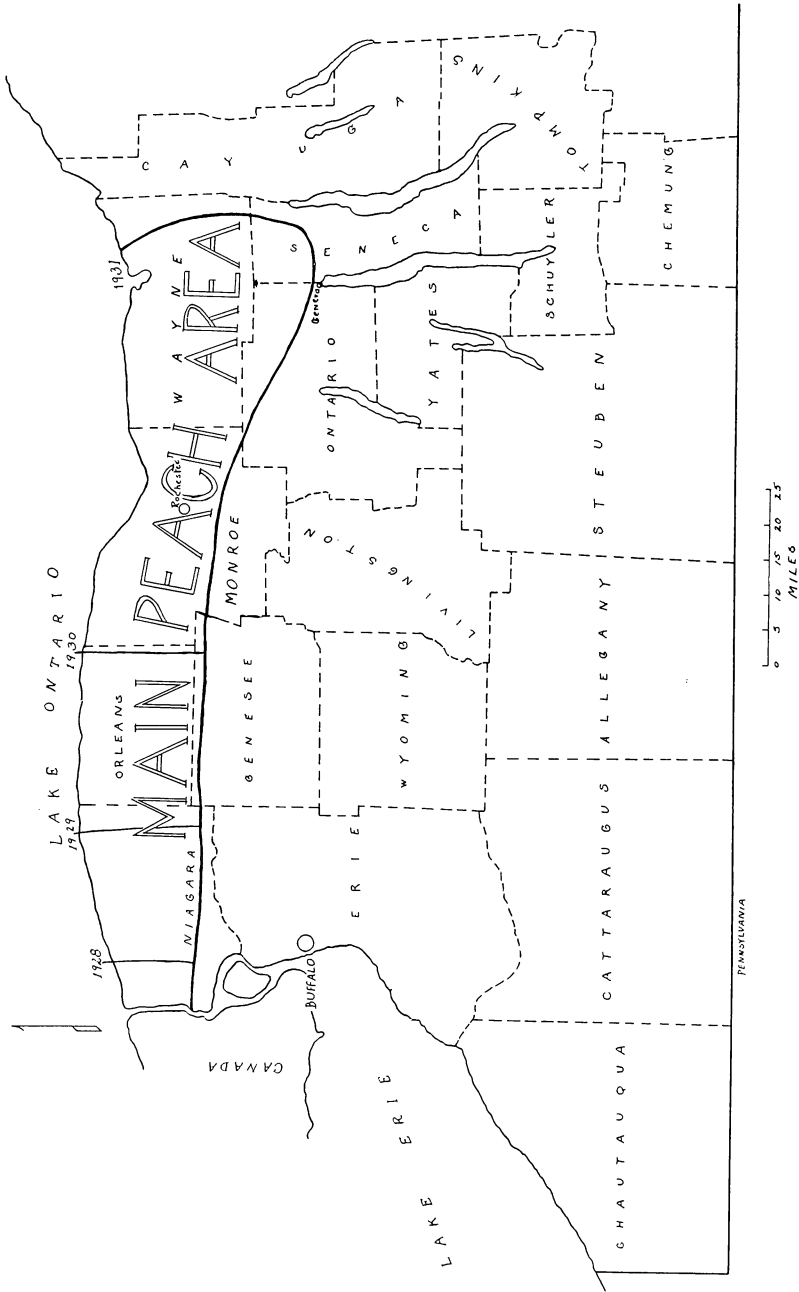 LAKE ONTARIO
1928
1929
1930
1931
MAIN PEACH AREA
NIAGARA
ORLEANS
MONROE
Rochester
WAYNE
CAYUGA
CANADA
BUFFALO
GENESEE
ONTARIO
Geneva
SENECA
ERIE
WYOMING
LIVINGSTON
YATES
TOMPKINS
SCHUYLER
LAKE ERIE
CHAUTAUQUA
CATTARAUGUS
ALLEGANY
STEUBEN
CHEMUNG
PENNSYLVANIA
0 5 10 15 20 25
MILES